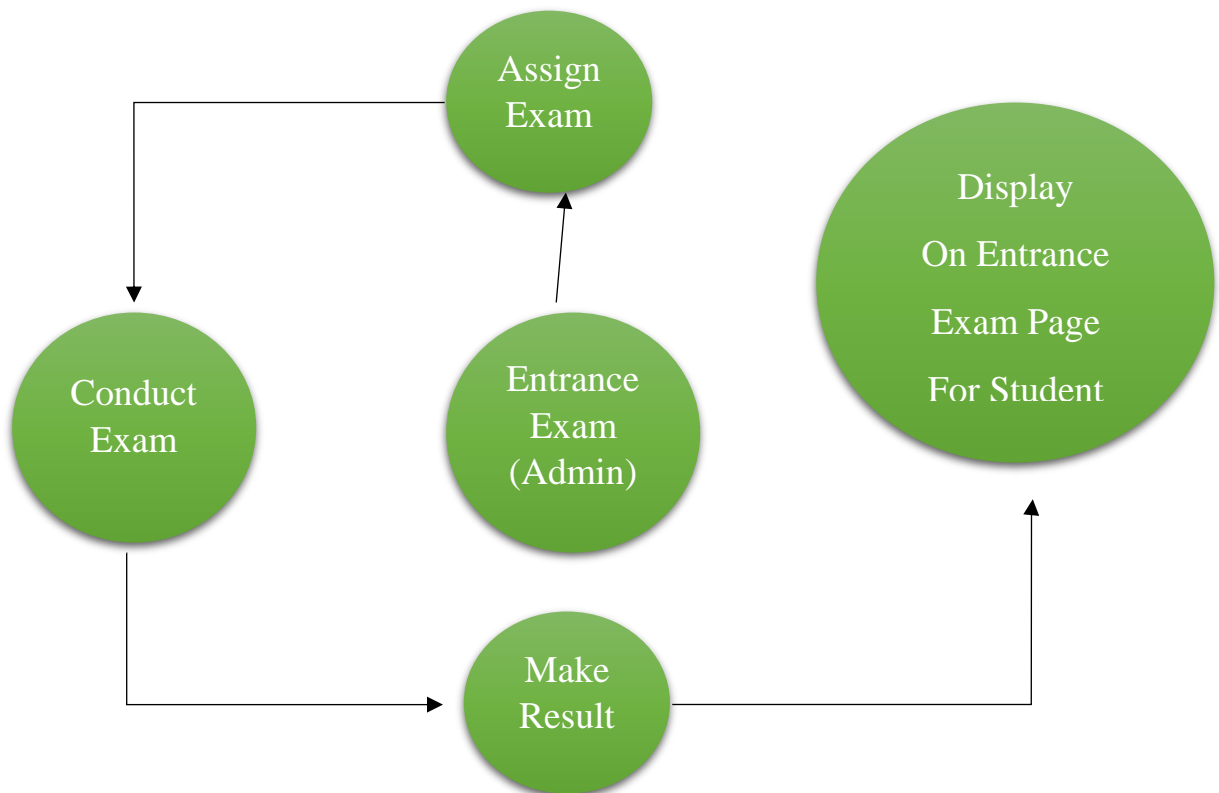 Assign
Exam
Display
On Entrance
Exam Page
For Student
Conduct
Exam
Entrance
Exam
(Admin)
Make
Result